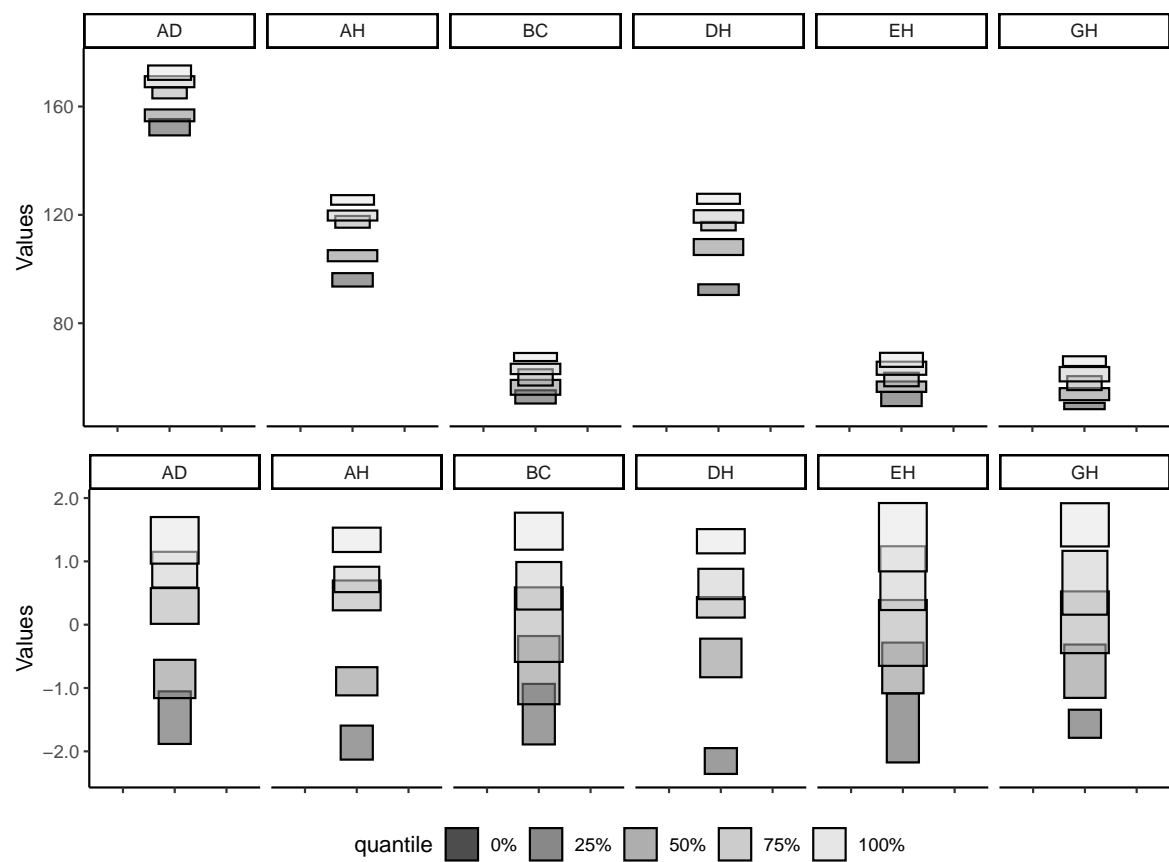 AD AH BC DH EH GH
160
120
80
Values
AD AH BC DH EH GH
2.0
1.0
0
−1.0
−2.0
Values
quantile 0% 25% 50% 75% 100%